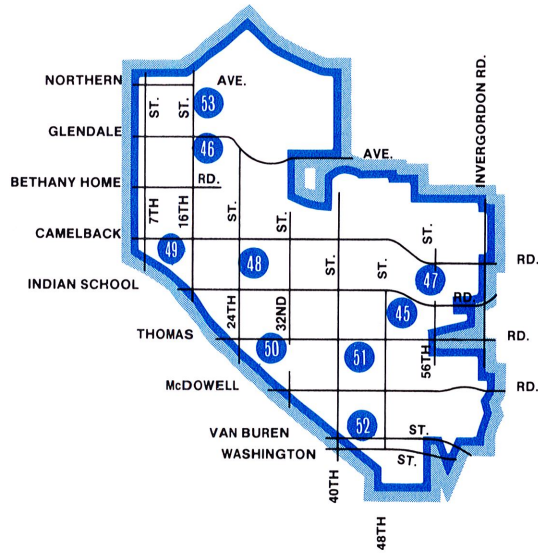 NORTHERN
AVE.
53
ST.
ST.
GLENDALE
46
AVE.
INVERGORDON RD.
BETHANY HOME
RD.
7TH
16TH
ST.
ST.
CAMELBACK
49
48
ST.
ST.
ST.
47
RD.
INDIAN SCHOOL
45
RD.
24TH
32ND
THOMAS
50
51
56TH
RD.
McDOWELL
RD.
52
VAN BUREN
ST.
WASHINGTON
ST.
40TH
48TH